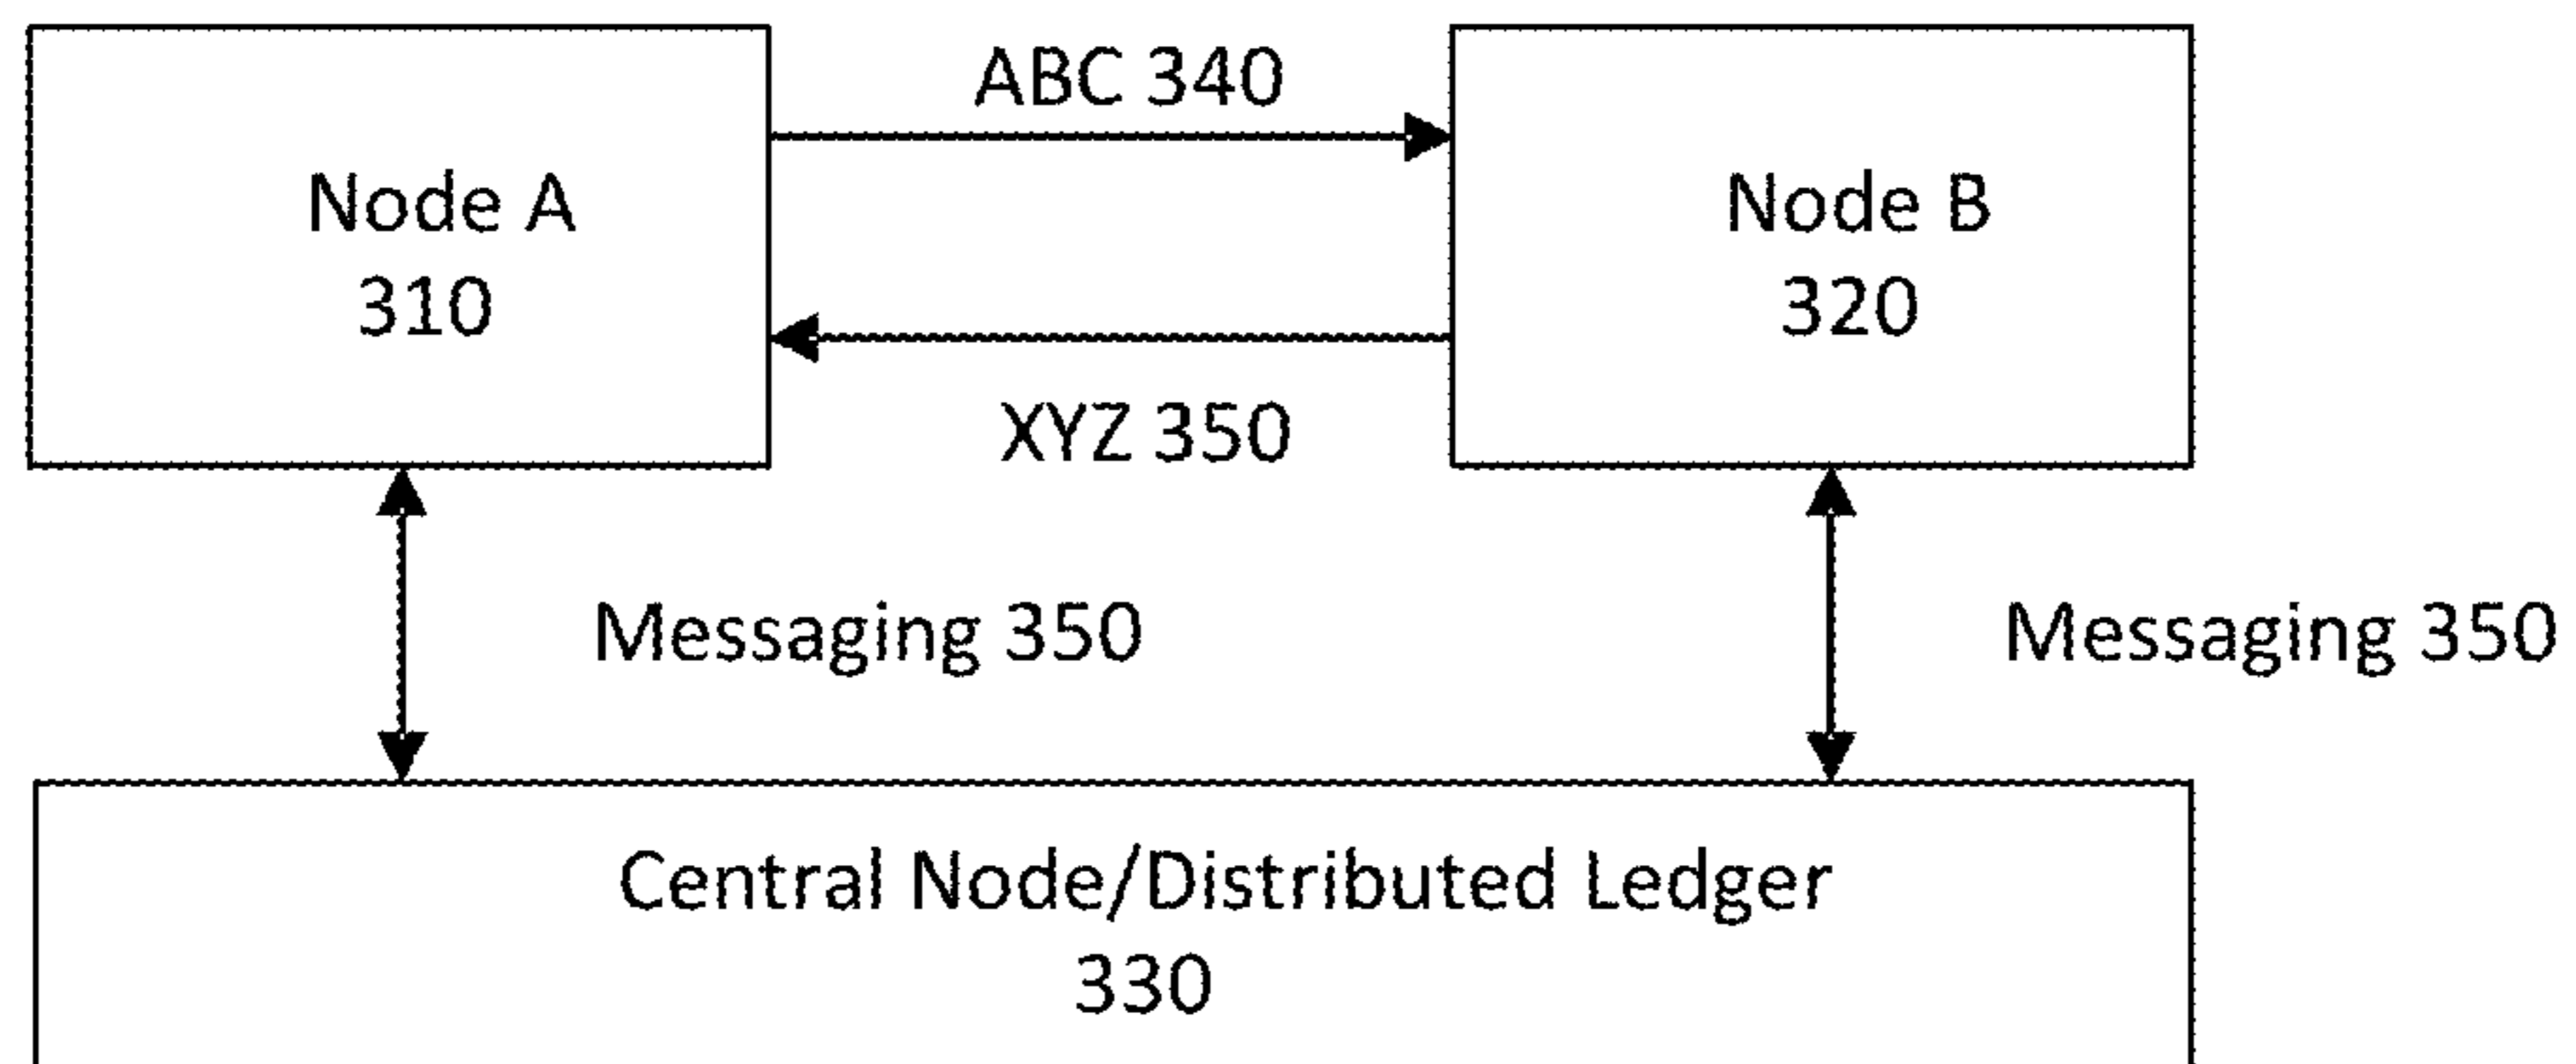 ABC 340
Node A
310
Node B
320
XYZ 350
Messaging 350
Messaging 350
Central Node/Distributed Ledger
330